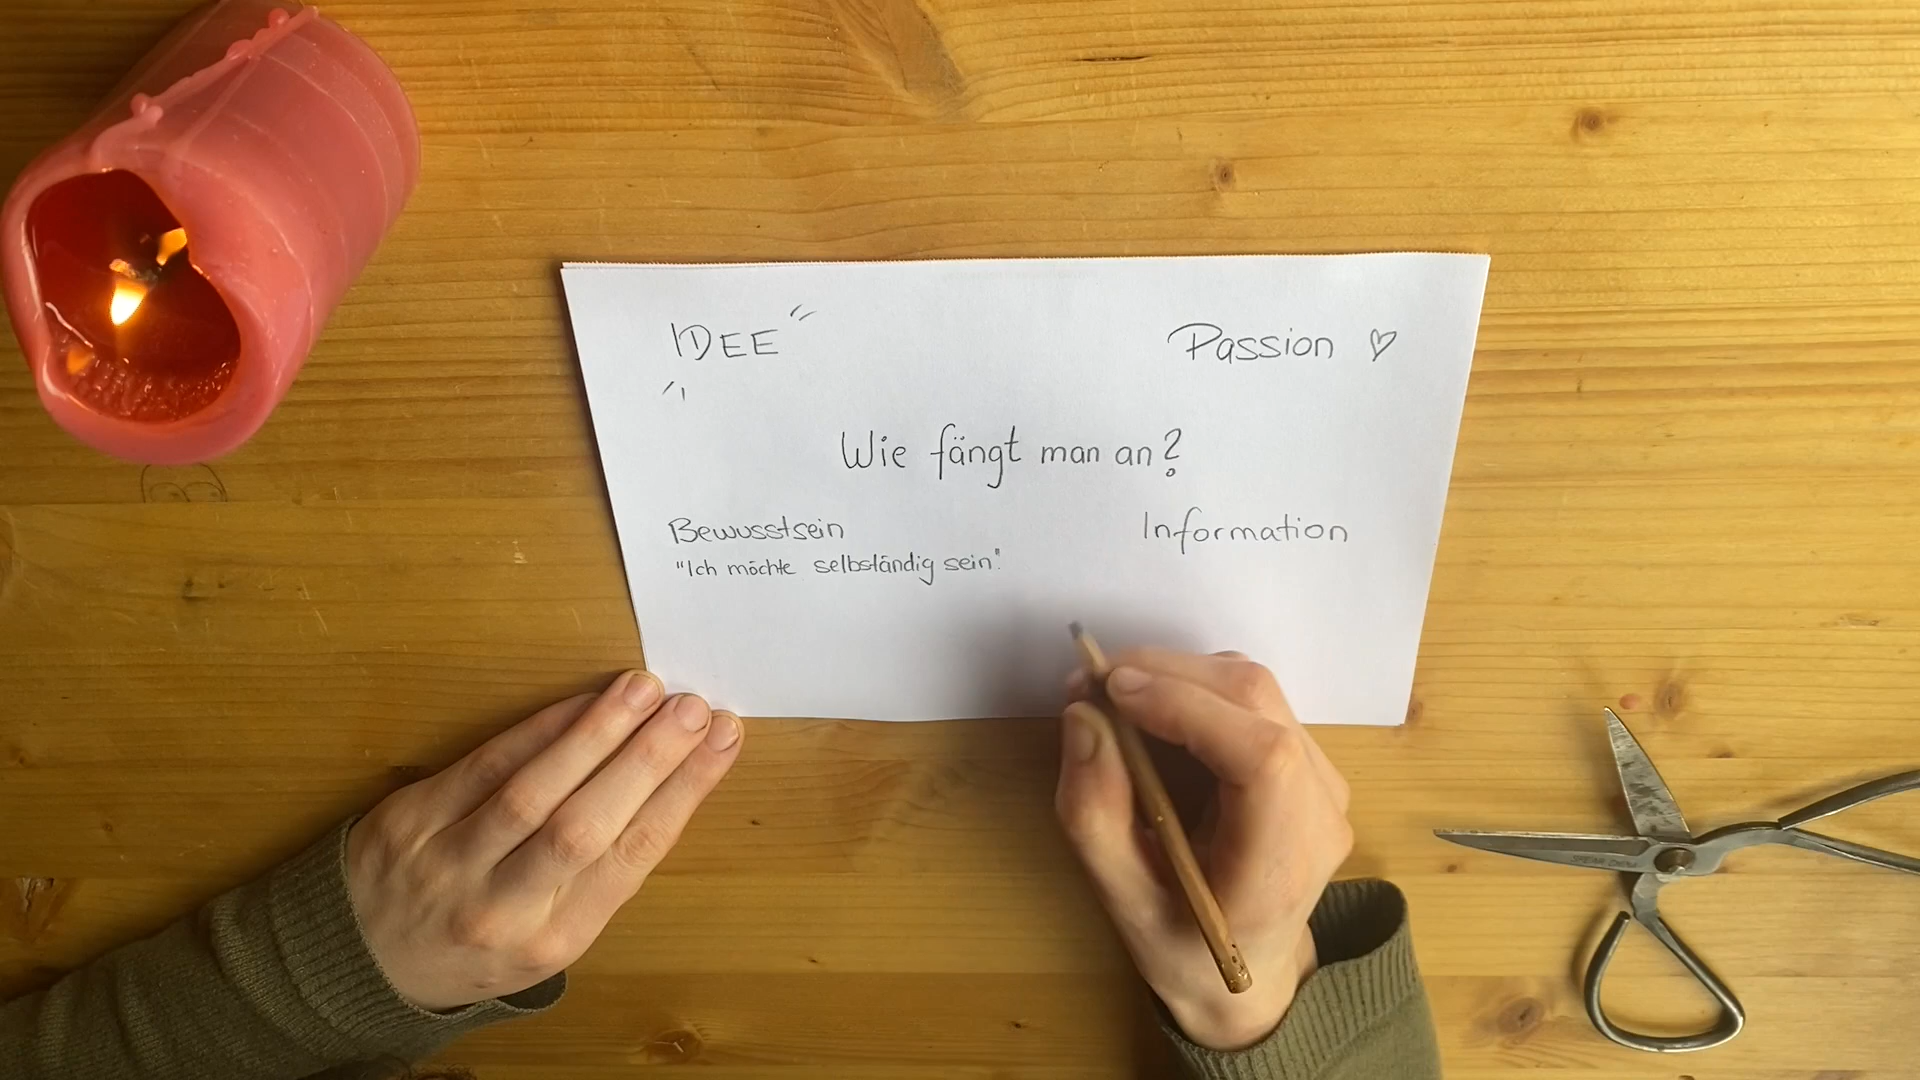 IDEE
Passion ♡
Wie fängt man an?
Bewusstsein
Information
"Ich möchte selbständig sein."